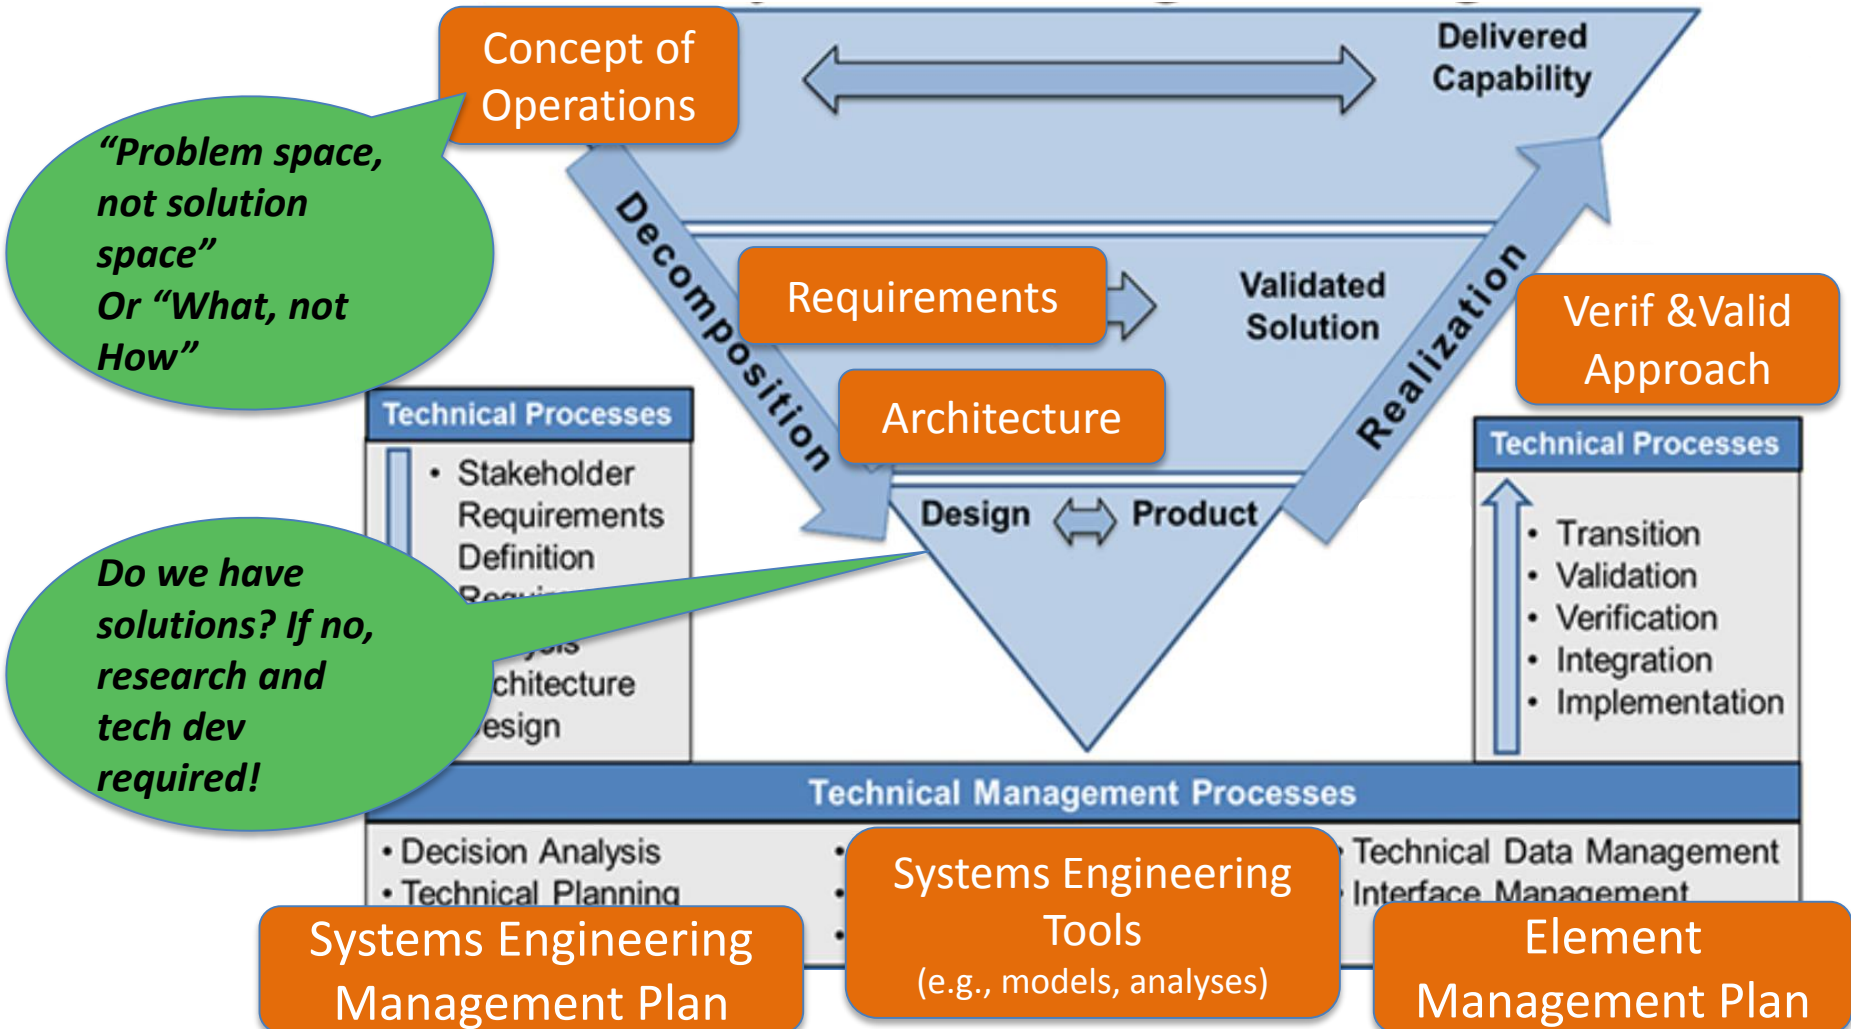 Concept of
Operations
Delivered
Capability
“Problem space,
not solution
space”
Or “What, not
How”
Decomposition
Requirements
Validated
Solution
Realization
Verif &Valid
Approach
Architecture
Technical Processes
• Stakeholder
Requirements
Definition
Design
Product
Technical Processes
• Transition
• Validation
• Verification
• Integration
• Implementation
Do we have
solutions? If no,
research and
tech dev
required!
Technical Management Processes
• Decision Analysis
• Technical Planning
• Technical Data Management
• Interface Management
Systems Engineering
Tools
(e.g., models, analyses)
Systems Engineering
Management Plan
Element
Management Plan